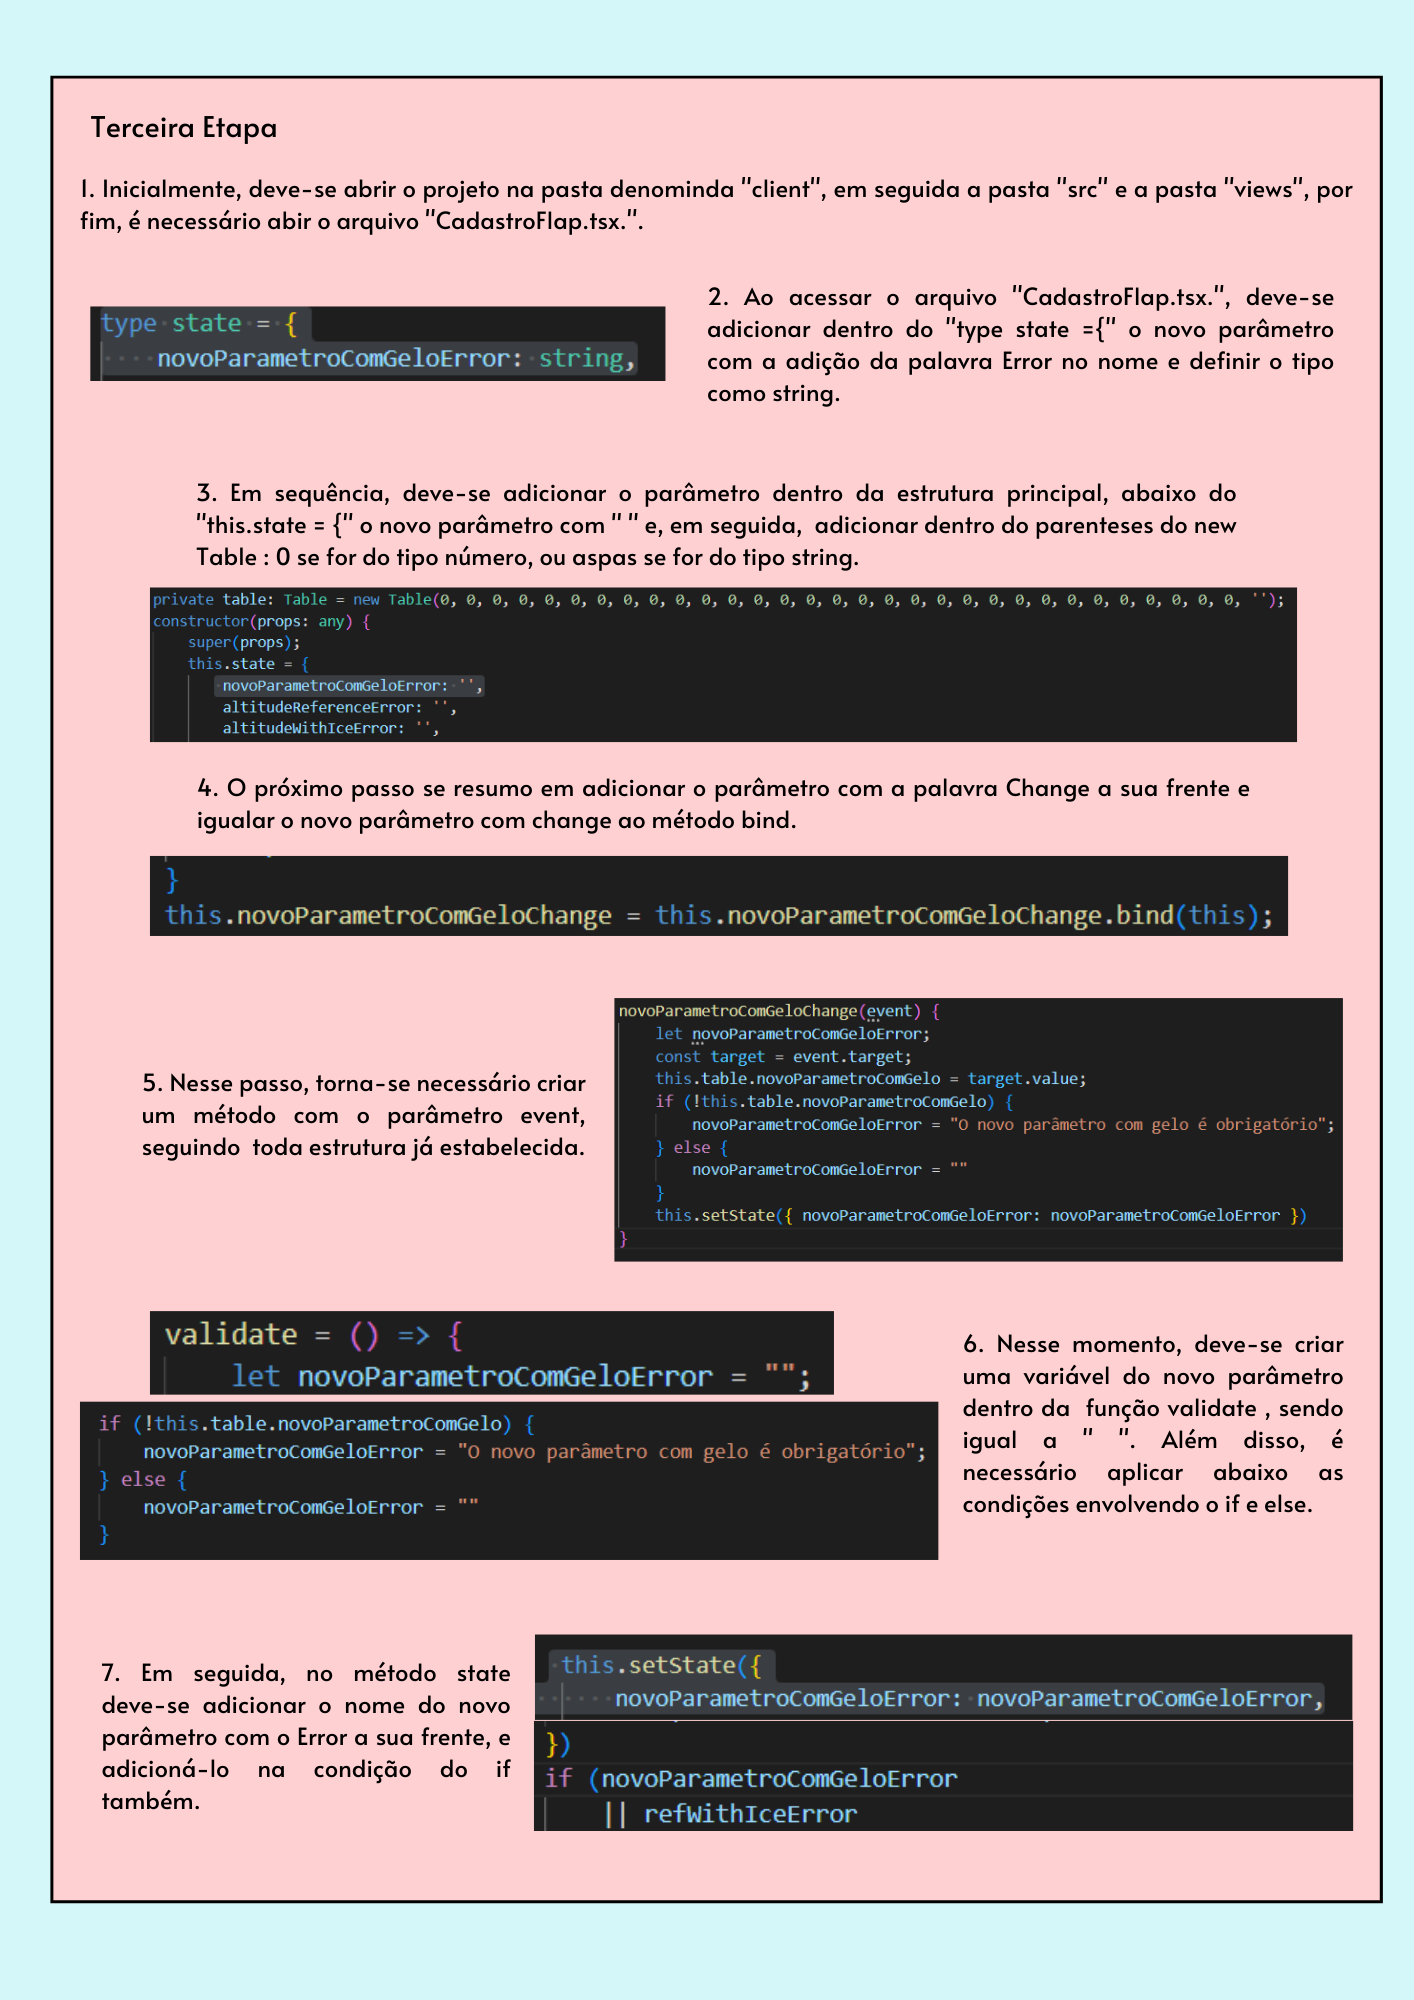 Terceira Etapa
1. Inicialmente, deve-se abrir o projeto na pasta denominda "client", em seguida a pasta "src" e a pasta "views", por
fim, é necessário abir o arquivo "CadastroFlap.tsx.".
type state = {
novoParametroComGeloError: string,
2. Ao acessar o arquivo "CadastroFlap.tsx.", deve-se
adicionar dentro do "type state ={" o novo parâmetro
com a adição da palavra Error no nome e definir o tipo
como string.
3. Em sequência, deve-se adicionar o parâmetro dentro da estrutura principal, abaixo do
"this.state = {" o novo parâmetro com " " e, em seguida, adicionar dentro do parenteses do new
Table : 0 se for do tipo número, ou aspas se for do tipo string.
private table: Table = new Table(0, 0, 0, 0, 0, 0, 0, 0, 0, 0, 0, 0, 0, 0, 0, 0, 0, 0, 0, 0, 0, 0, 0, 0, 0, 0, 0, 0, 0, 0, 0, '');
constructor(props: any) {
super(props);
this.state = {
novoParametroComGeloError: '',
altitudeReferenceError: '',
altitudeWithIceError: '',
4. O próximo passo se resumo em adicionar o parâmetro com a palavra Change a sua frente e
igualar o novo parâmetro com change ao método bind.
}
this.novoParametroComGeloChange = this.novoParametroComGeloChange.bind(this);
5. Nesse passo, torna-se necessário criar
um método com o parâmetro event,
seguindo toda estrutura já estabelecida.
novoParametroComGeloChange(event) {
let novoParametroComGeloError;
const target = event.target;
this.table.novoParametroComGelo = target.value;
if (!this.table.novoParametroComGelo) {
novoParametroComGeloError = "O novo parâmetro com gelo é obrigatório";
} else {
novoParametroComGeloError = ""
}
this.setState({ novoParametroComGeloError: novoParametroComGeloError })
}
validate = () => {
let novoParametroComGeloError = "";
if (!this.table.novoParametroComGelo) {
novoParametroComGeloError = "O novo parâmetro com gelo é obrigatório";
} else {
novoParametroComGeloError = ""
}
6. Nesse momento, deve-se criar
uma variável do novo parâmetro
dentro da função validate , sendo
igual a " ". Além disso, é
necessário aplicar abaixo as
condições envolvendo o if e else.
7. Em seguida, no método state
deve-se adicionar o nome do novo
parâmetro com o Error a sua frente, e
adicioná-lo na condição do if
também.
this.setState({
novoParametroComGeloError: novoParametroComGeloError,
})
if (novoParametroComGeloError
|| refWithIceError